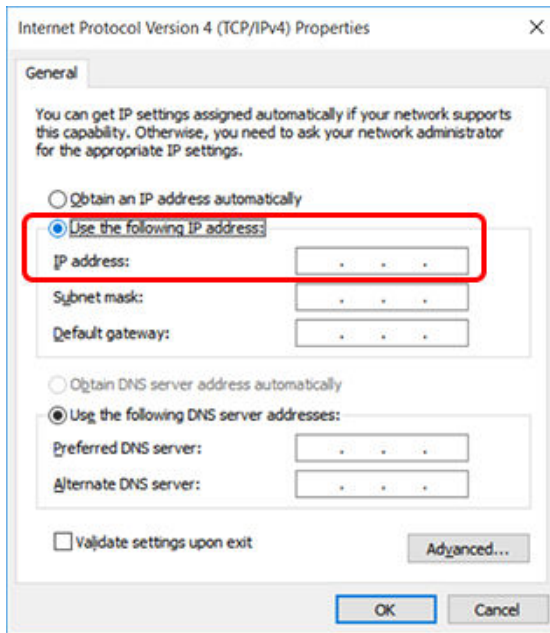 Internet Protocol Version 4 (TCP/IPv4) Properties
General
You can get IP settings assigned automatically if your network supports
this capability. Otherwise, you need to ask your network administrator
for the appropriate IP settings.
Obtain an IP address automatically
Use the following IP address:
IP address: . . .
Subnet mask: . . .
Default gateway: . . .
Obtain DNS server address automatically
Use the following DNS server addresses:
Preferred DNS server: . . .
Alternate DNS server: . . .
Validate settings upon exit
Advanced...
OK Cancel